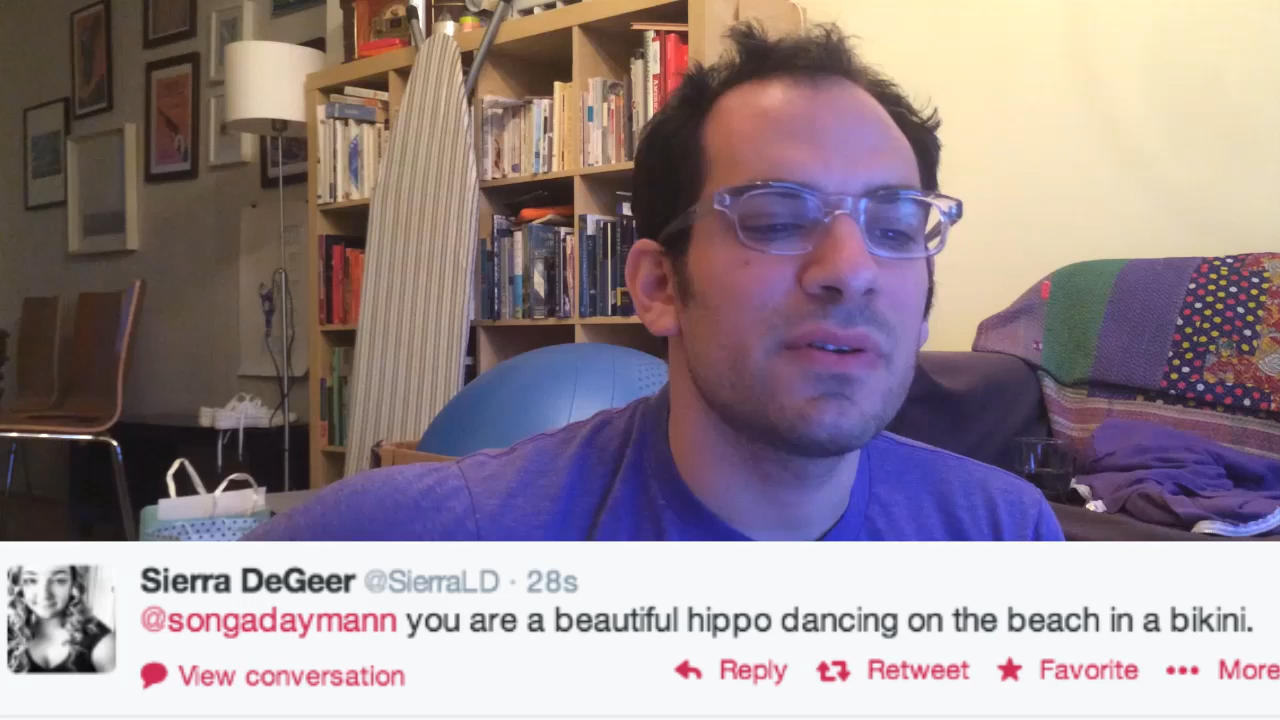 Sierra DeGeer @SierraLD · 28s
@songadaymann you are a beautiful hippo dancing on the beach in a bikini.
View conversation Reply Retweet Favorite More